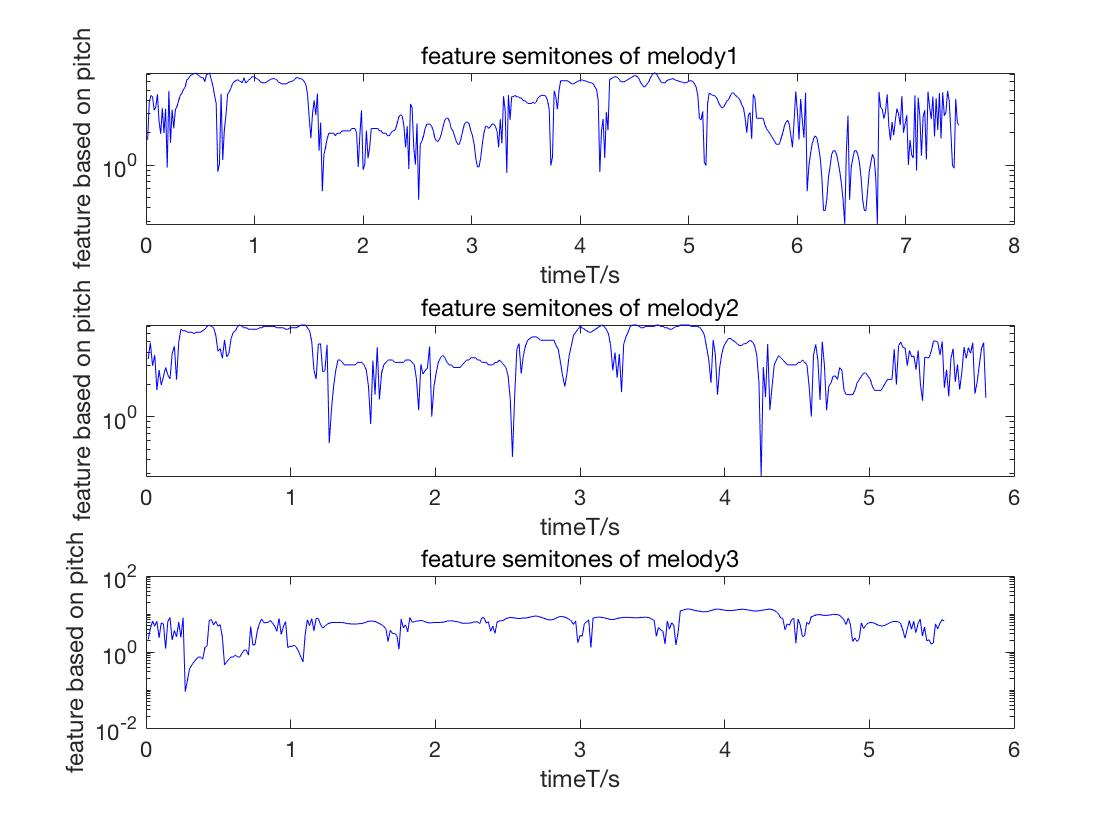 feature semitones of melody1
feature based on pitch
10^0
0 1 2 3 4 5 6 7 8
timeT/s
feature semitones of melody2
feature based on pitch
10^0
0 1 2 3 4 5 6
timeT/s
feature semitones of melody3
feature based on pitch
10^2
10^0
10^-2
0 1 2 3 4 5 6
timeT/s